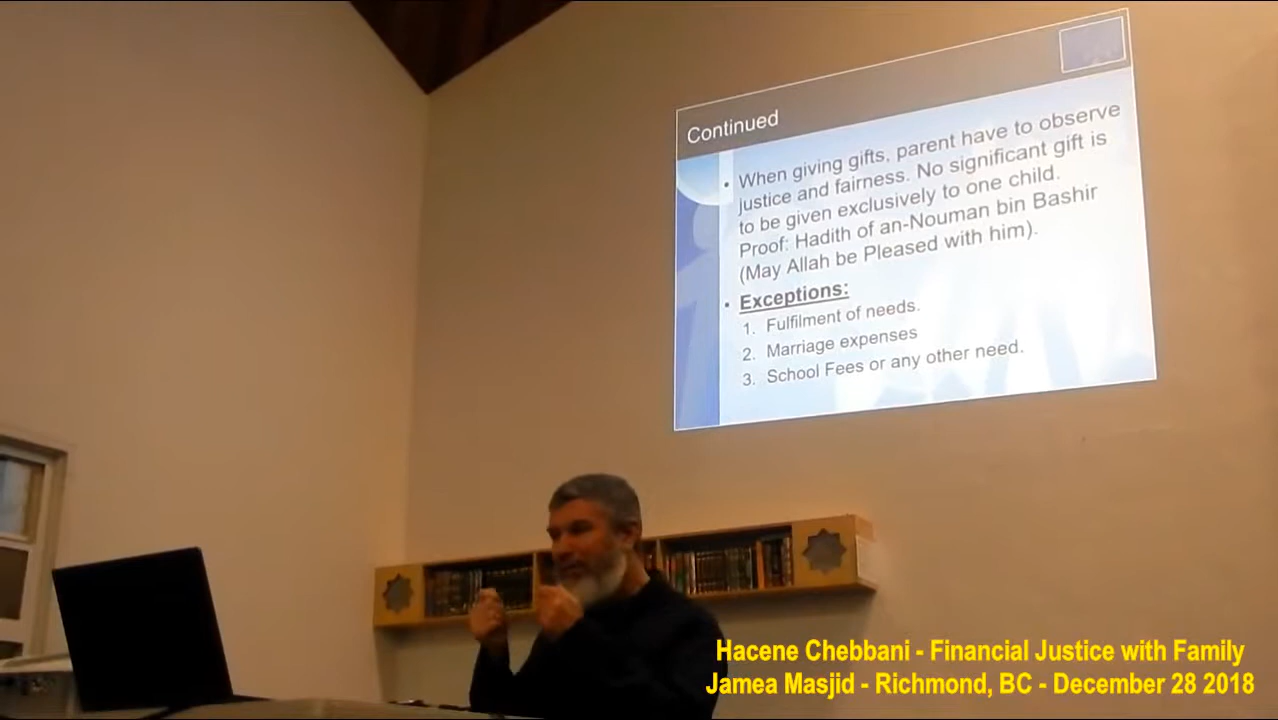 Continued
• When giving gifts, parent have to observe
justice and fairness. No significant gift is
to be given exclusively to one child.
Proof: Hadith of an-Nouman bin Bashir
(May Allah be Pleased with him).
• Exceptions:
1. Fulfilment of needs.
2. Marriage expenses
3. School Fees or any other need.
Hacene Chebbani - Financial Justice with Family
Jamea Masjid - Richmond, BC - December 28 2018